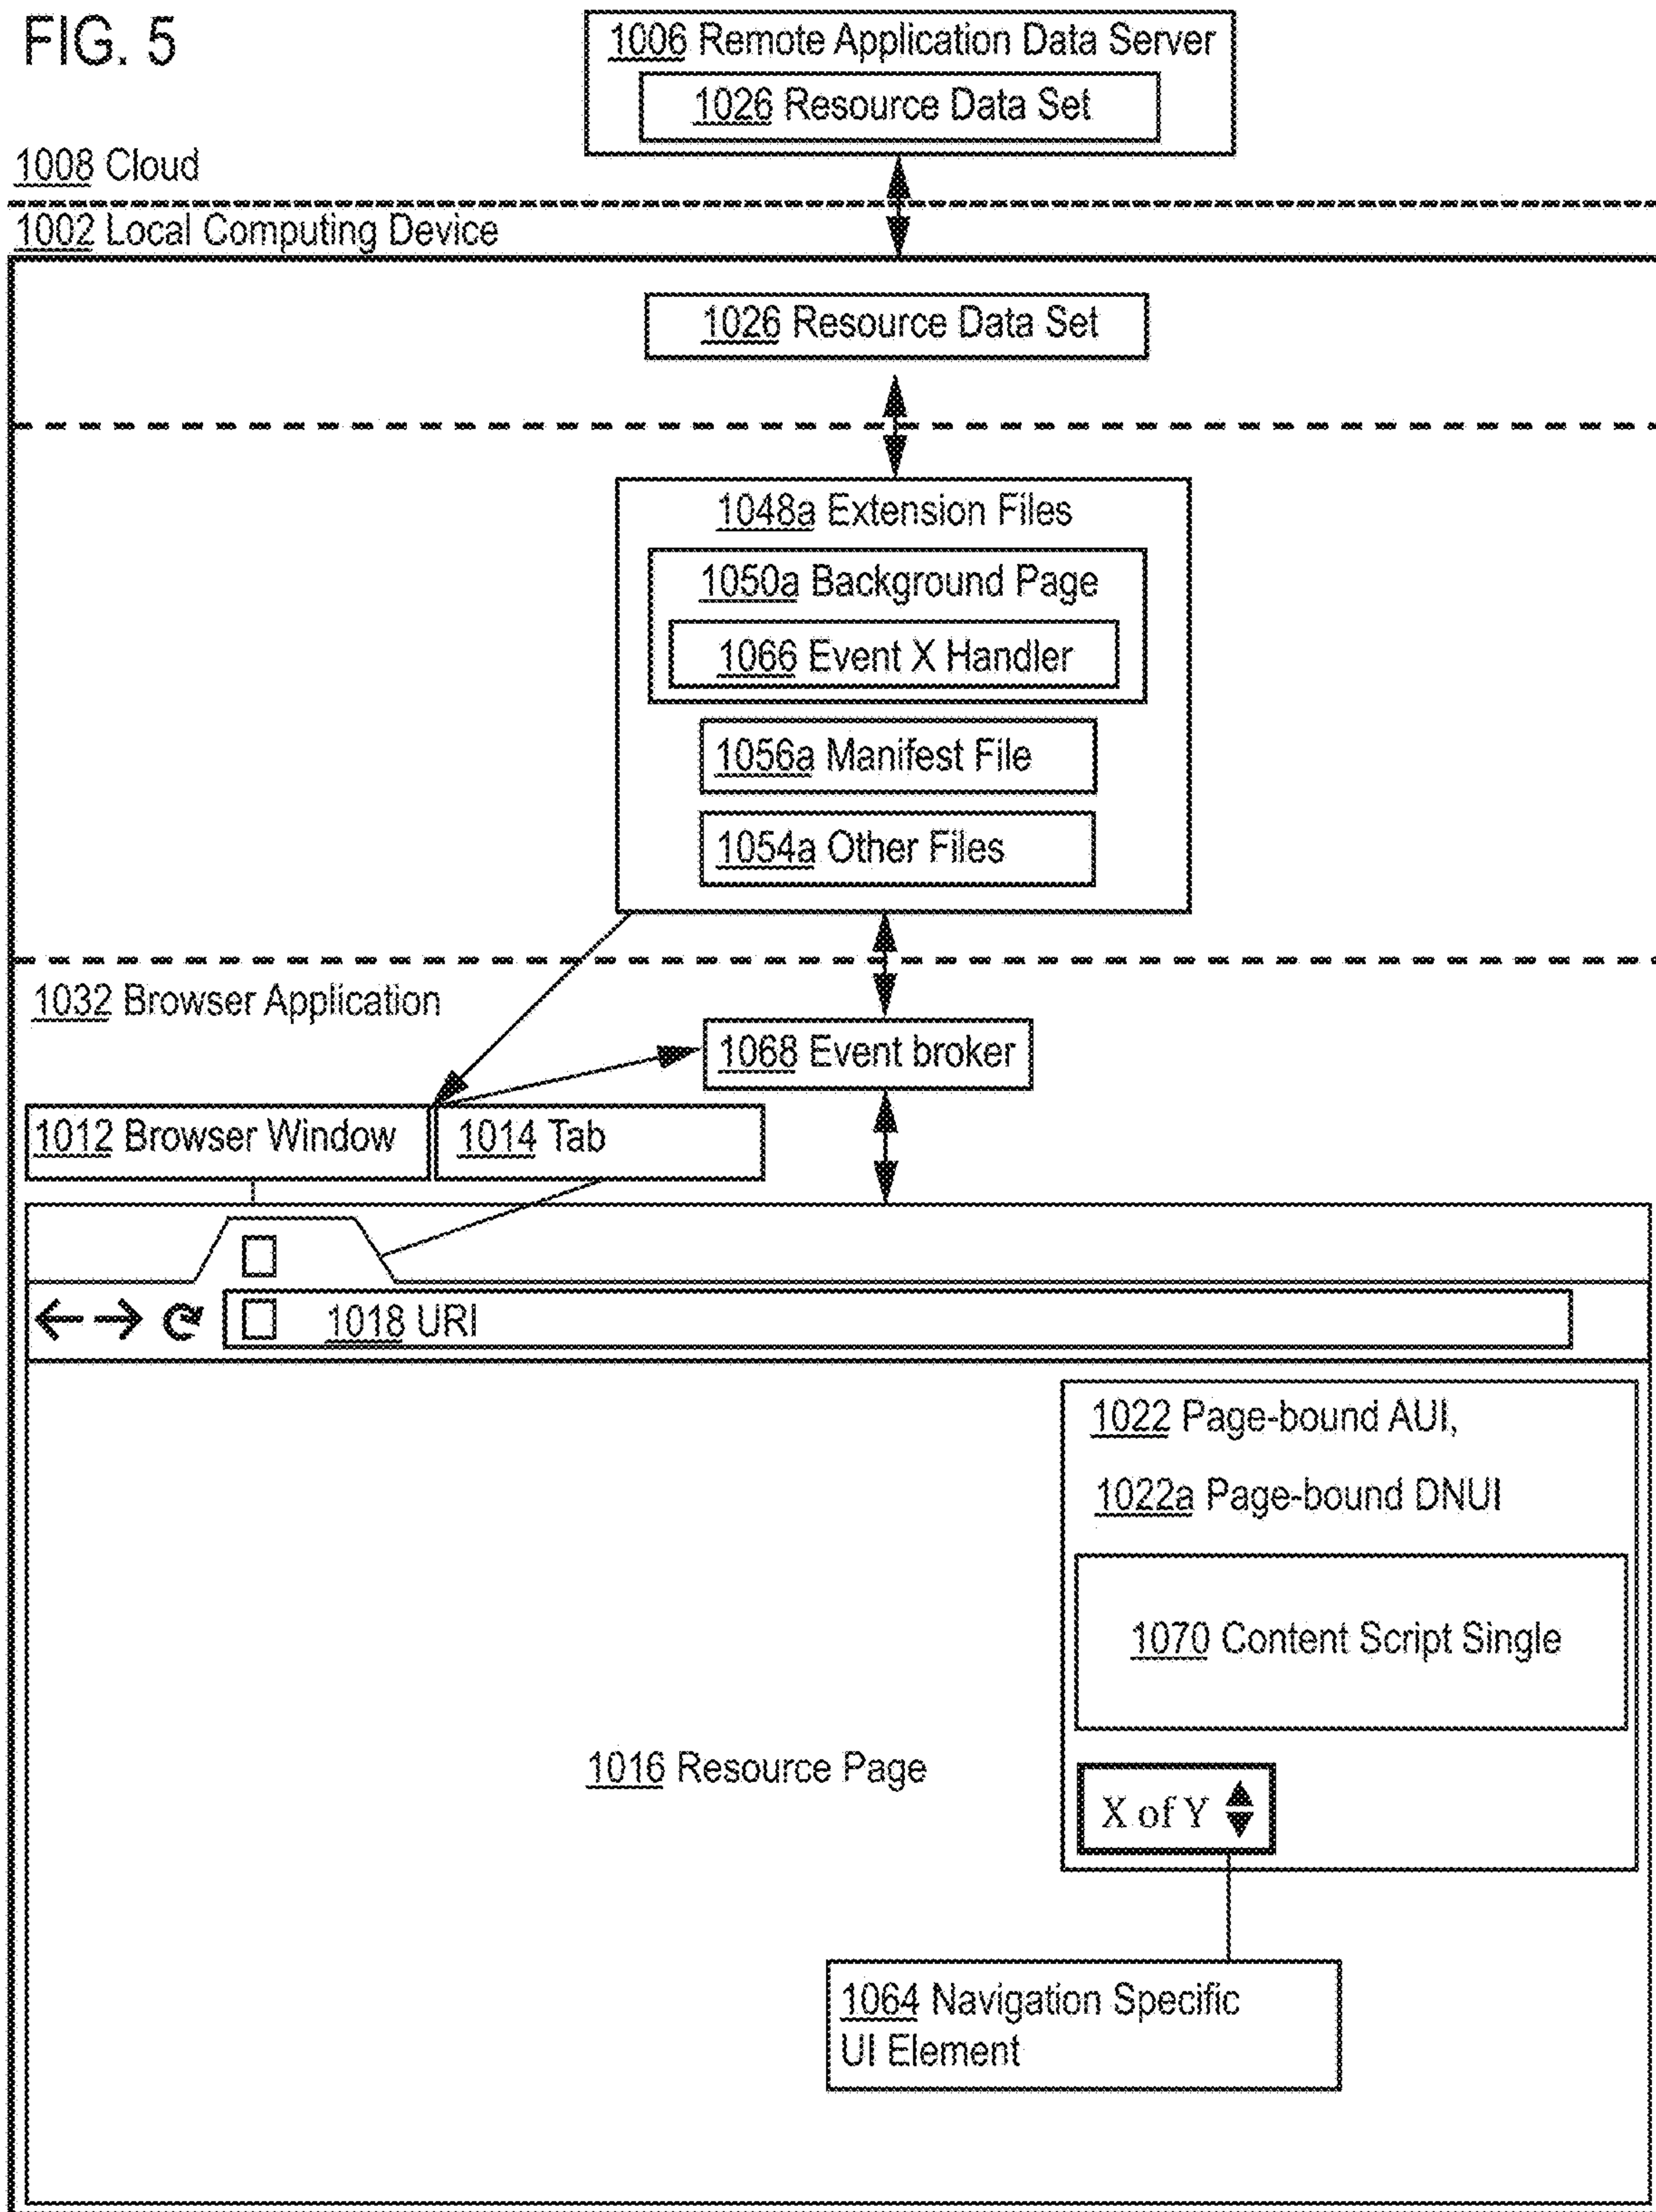 FIG. 5
1006 Remote Application Data Server
1026 Resource Data Set
1008 Cloud
1002 Local Computing Device
1026 Resource Data Set
1048a Extension Files
1050a Background Page
1066 Event X Handler
1056a Manifest File
1054a Other Files
1032 Browser Application
1068 Event broker
1012 Browser Window
1014 Tab
1018 URI
1022 Page-bound AUI,
1022a Page-bound DNUI
1070 Content Script Single
1016 Resource Page
X of Y
1064 Navigation Specific
UI Element